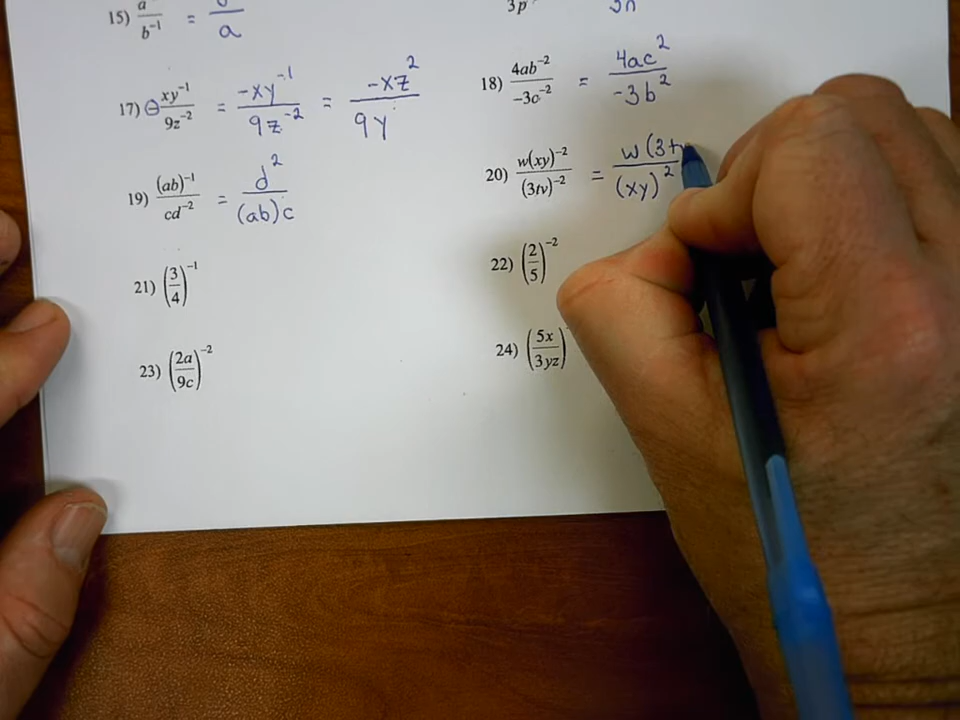 15) a/b⁻¹ = /a
3p 3n
17) ⊖ xy⁻¹/9z⁻² = -xy⁻¹/9z⁻² = -xz²/9y
18) 4ab⁻²/-3c⁻² = 4ac²/-3b²
19) (ab)⁻¹/cd⁻² = d²/(ab)c
20) w(xy)⁻²/(3tv)⁻² = w(3t/(xy)²
21) (3/4)⁻¹
22) (2/5)⁻²
23) (2a/9c)⁻²
24) (5x/3yz)